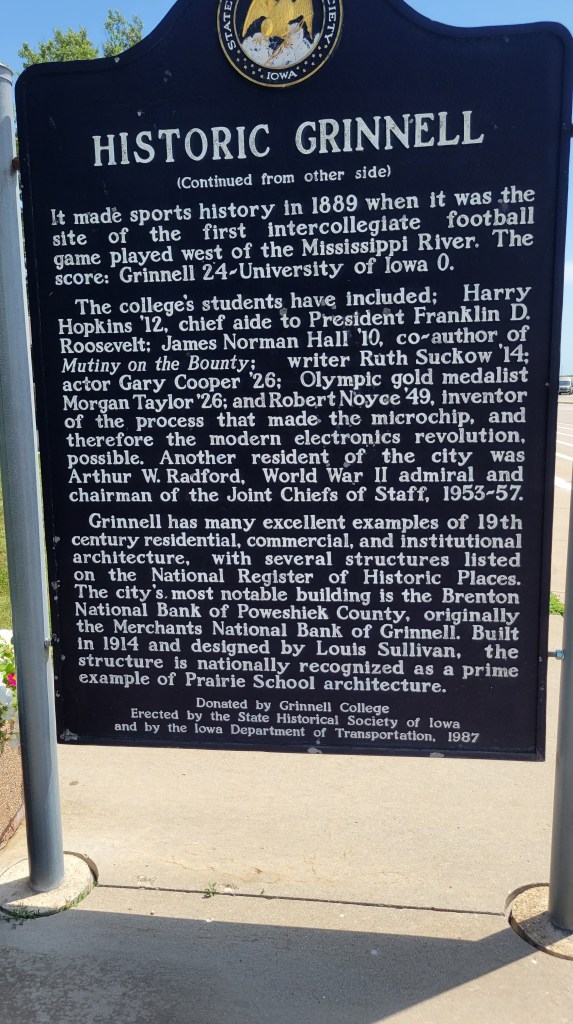 STATE SOCIETY,
IOWA
HISTORIC GRINNELL
(Continued from other side)
It made sports history in 1889 when it was the
site of the first intercollegiate football
game played west of the Mississippi River. The
score: Grinnell 24-University of Iowa 0.
The college's students have included; Harry
Hopkins '12, chief aide to President Franklin D.
Roosevelt; James Norman Hall '10, co-author of
Mutiny on the Bounty; writer Ruth Suckow '14;
actor Gary Cooper '26; Olympic gold medalist
Morgan Taylor '26; and Robert Noyce '49, inventor
of the process that made the microchip, and
therefore the modern electronics revolution,
possible. Another resident of the city was
Arthur W. Radford, World War II admiral and
chairman of the Joint Chiefs of Staff, 1953-57.
Grinnell has many excellent examples of 19th
century residential, commercial, and institutional
architecture, with several structures listed
on the National Register of Historic Places.
The city's most notable building is the Brenton
National Bank of Poweshiek County, originally
the Merchants National Bank of Grinnell. Built
in 1914 and designed by Louis Sullivan, the
structure is nationally recognized as a prime
example of Prairie School architecture.
Donated by Grinnell College
Erected by the State Historical Society of Iowa
and by the Iowa Department of Transportation, 1987